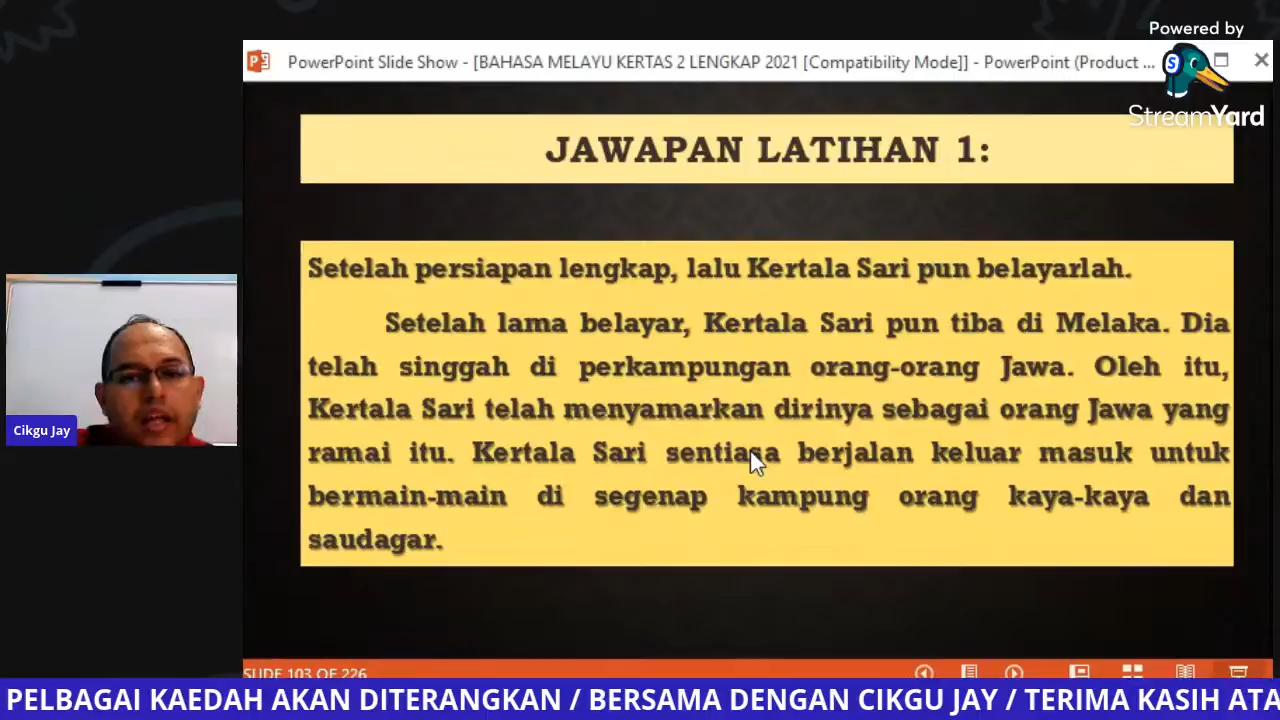 Powered by
PowerPoint Slide Show - [BAHASA MELAYU KERTAS 2 LENGKAP 2021 [Compatibility Mode]] - PowerPoint (Product ...
StreamYard
JAWAPAN LATIHAN 1:
Setelah persiapan lengkap, lalu Kertala Sari pun belayarlah.
Setelah lama belayar, Kertala Sari pun tiba di Melaka. Dia
telah singgah di perkampungan orang-orang Jawa. Oleh itu,
Kertala Sari telah menyamarkan dirinya sebagai orang Jawa yang
ramai itu. Kertala Sari sentiasa berjalan keluar masuk untuk
bermain-main di segenap kampung orang kaya-kaya dan
saudagar.
Cikgu Jay
SLIDE 103 OF 226
PELBAGAI KAEDAH AKAN DITERANGKAN / BERSAMA DENGAN CIKGU JAY / TERIMA KASIH ATA